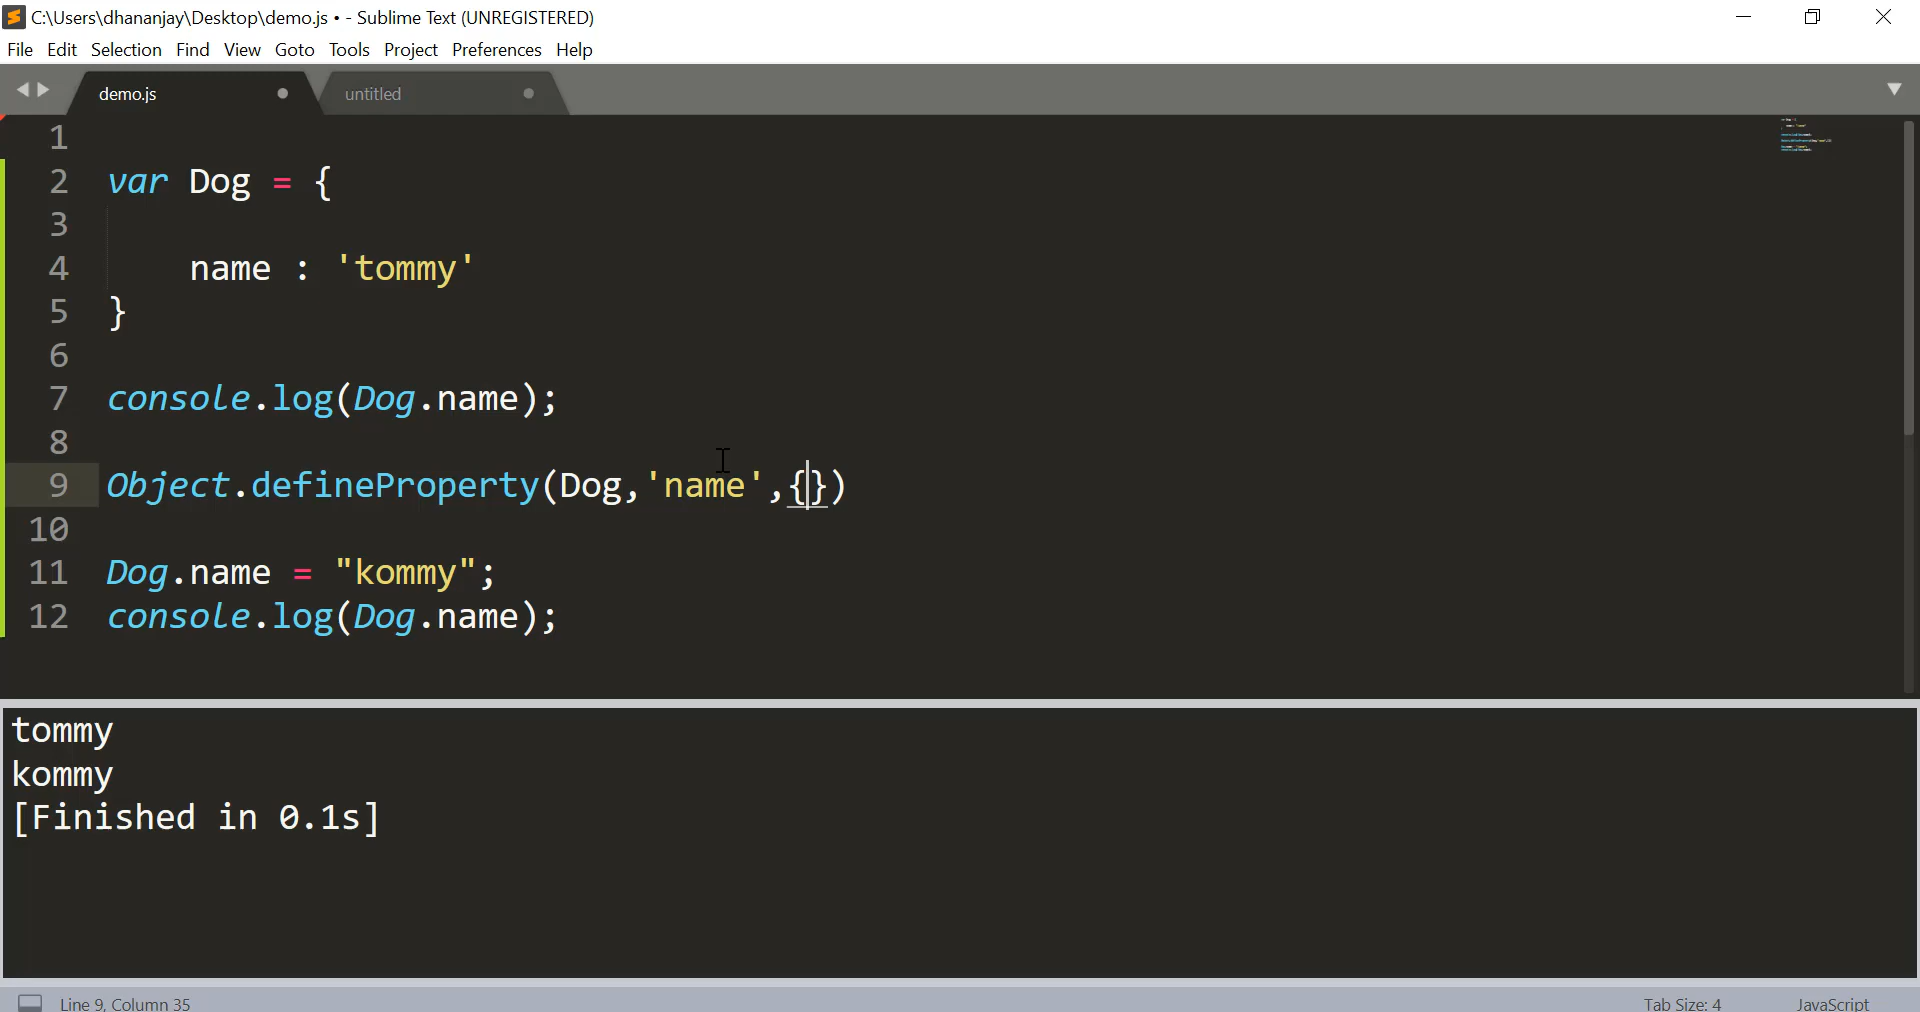 C:\Users\dhananjay\Desktop\demo.js • - Sublime Text (UNREGISTERED)
File Edit Selection Find View Goto Tools Project Preferences Help
demo.js untitled
1
2 var Dog = {
3
4 name : 'tommy'
5 }
6
7 console.log(Dog.name);
8
9 Object.defineProperty(Dog,'name',{})
10
11 Dog.name = "kommy";
12 console.log(Dog.name);
tommy
kommy
[Finished in 0.1s]
Line 9, Column 35 Tab Size: 4 JavaScript